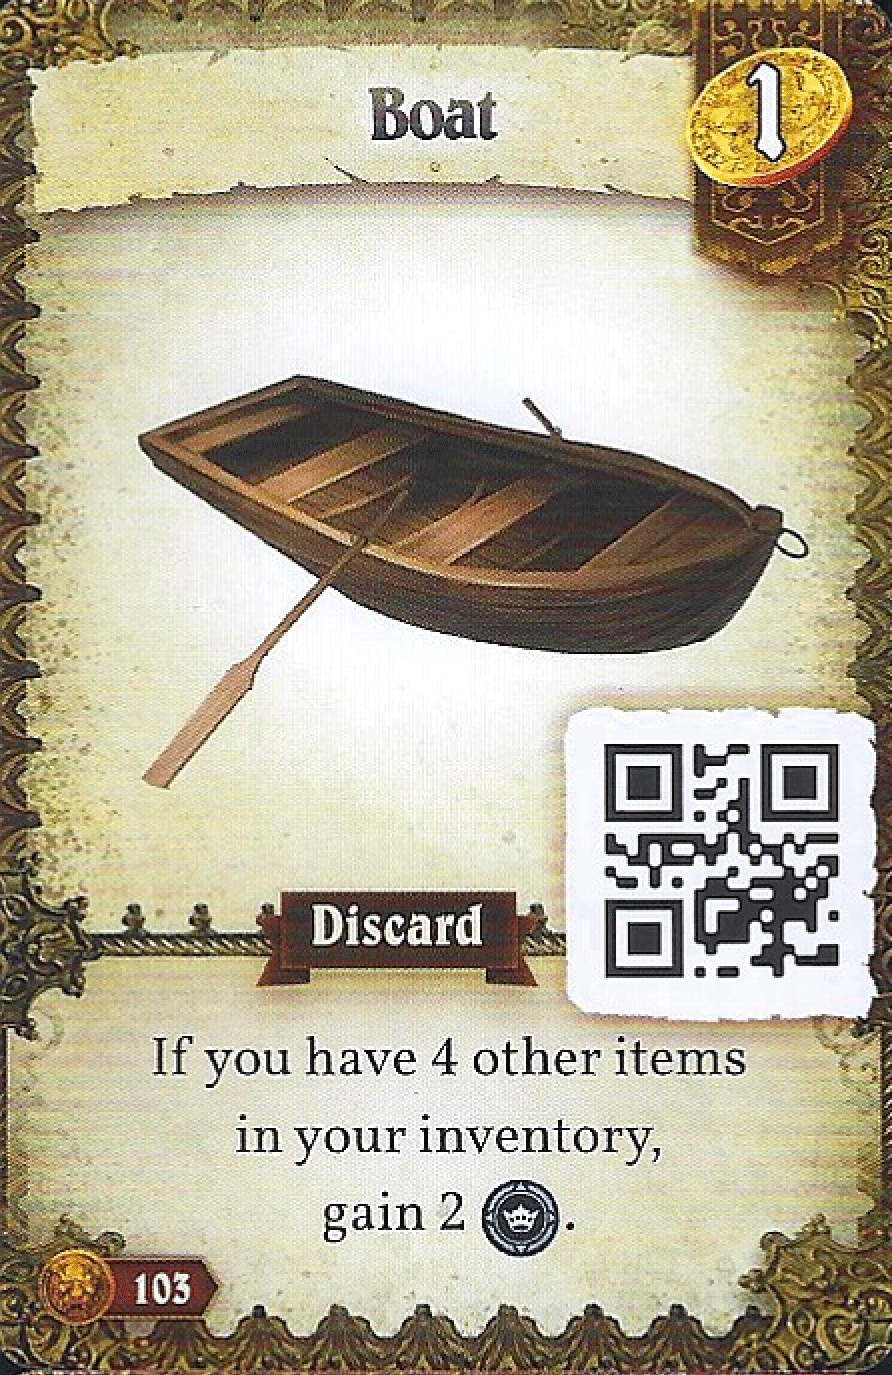 Boat
1
Discard
If you have 4 other items
in your inventory,
gain 2 .
103